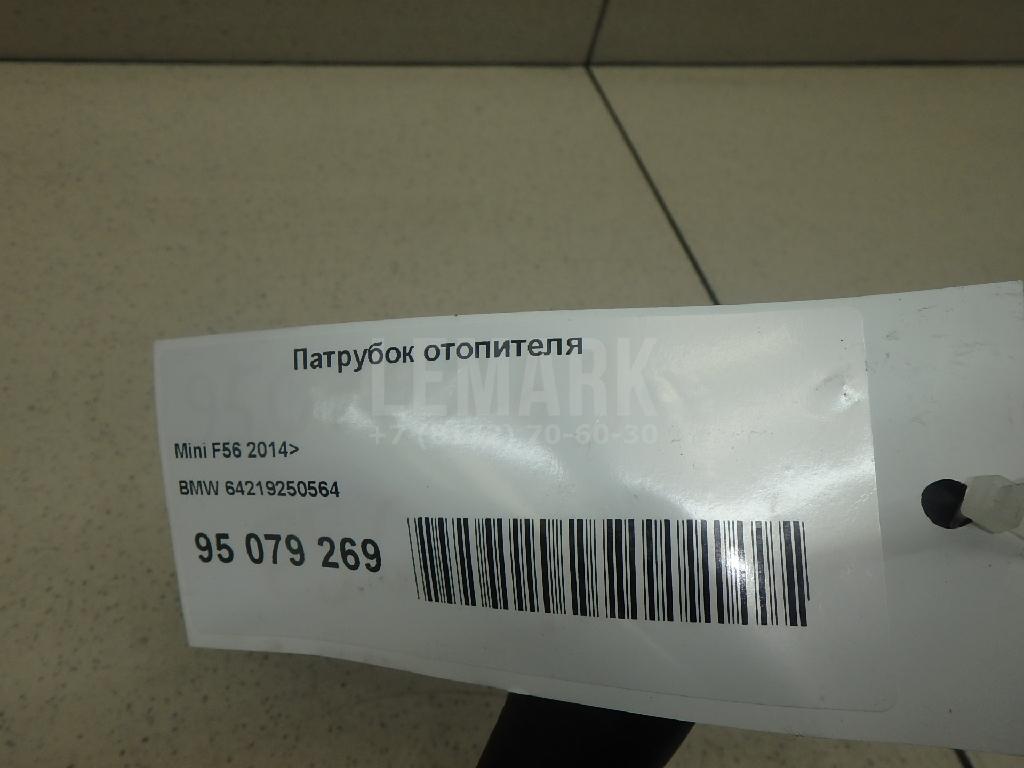 Патрубок отопителя
LEMARK
Mini F56 2014>
BMW 64219250564
95 079 269